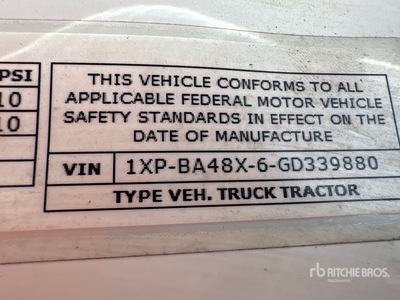 PSI
10
10
THIS VEHICLE CONFORMS TO ALL
APPLICABLE FEDERAL MOTOR VEHICLE
SAFETY STANDARDS IN EFFECT ON THE
DATE OF MANUFACTURE
VIN 1XP-BA48X-6-GD339880
TYPE VEH. TRUCK TRACTOR
rb RITCHIE BROS.